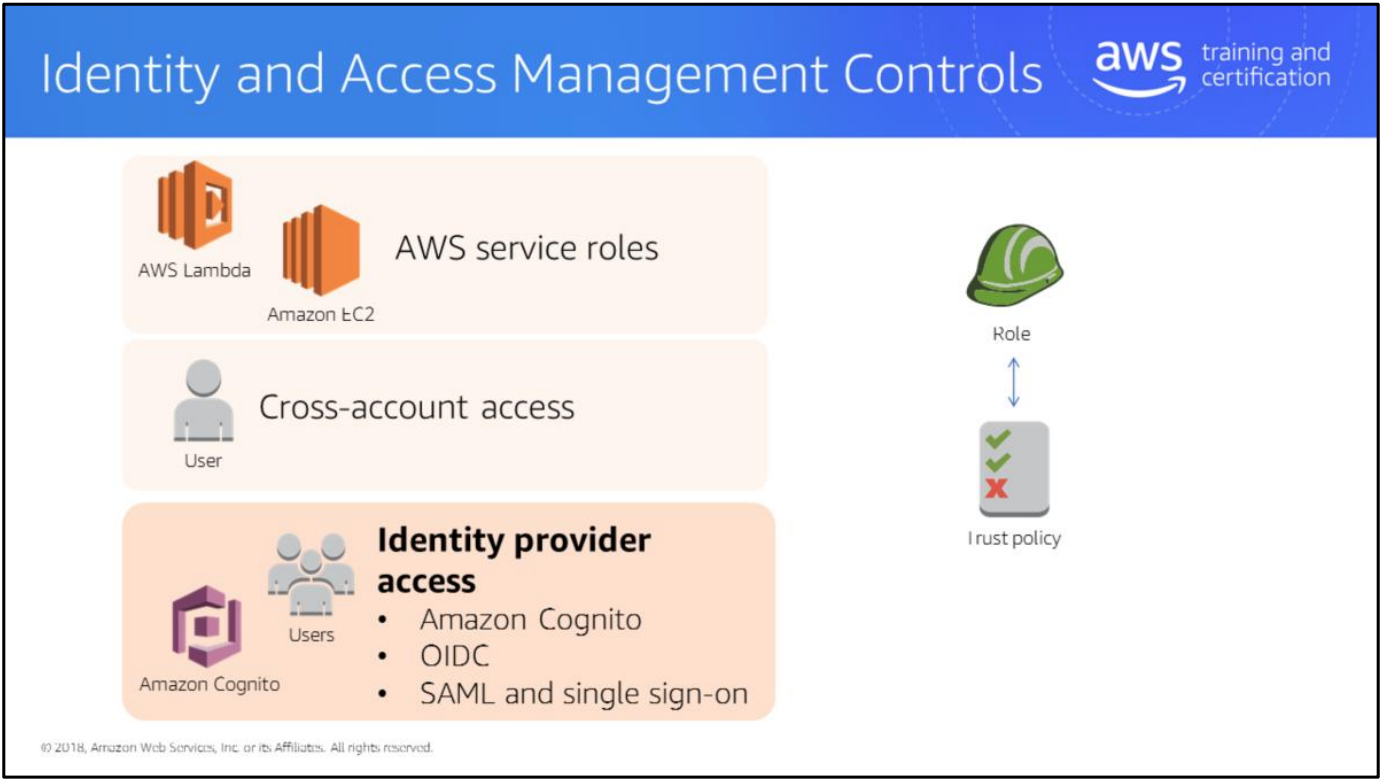 Identity and Access Management Controls
aws training and
certification
AWS Lambda
Amazon EC2
AWS service roles
User
Cross-account access
Identity provider
access
• Amazon Cognito
• OIDC
• SAML and single sign-on
Users
Amazon Cognito
Role
Trust policy
© 2018, Amazon Web Services, Inc. or its Affiliates. All rights reserved.